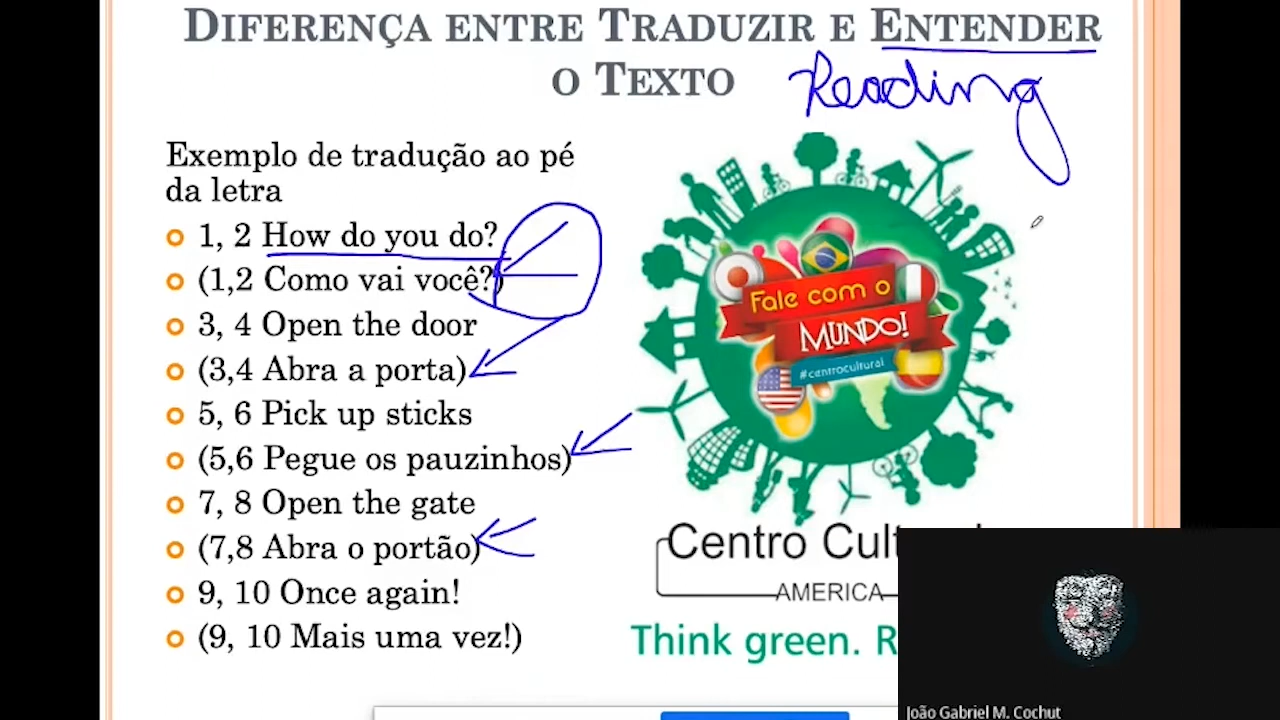 DIFERENÇA ENTRE TRADUZIR E ENTENDER
O TEXTO
Reading
Exemplo de tradução ao pé
da letra
1, 2 How do you do?
(1,2 Como vai você?)
3, 4 Open the door
(3,4 Abra a porta)
5, 6 Pick up sticks
(5,6 Pegue os pauzinhos)
7, 8 Open the gate
(7,8 Abra o portão)
9, 10 Once again!
(9, 10 Mais uma vez!)
Fale com o
MUNDO!
#centrocultural
Centro
AMERICA
Think green.
João Gabriel M. Cochut